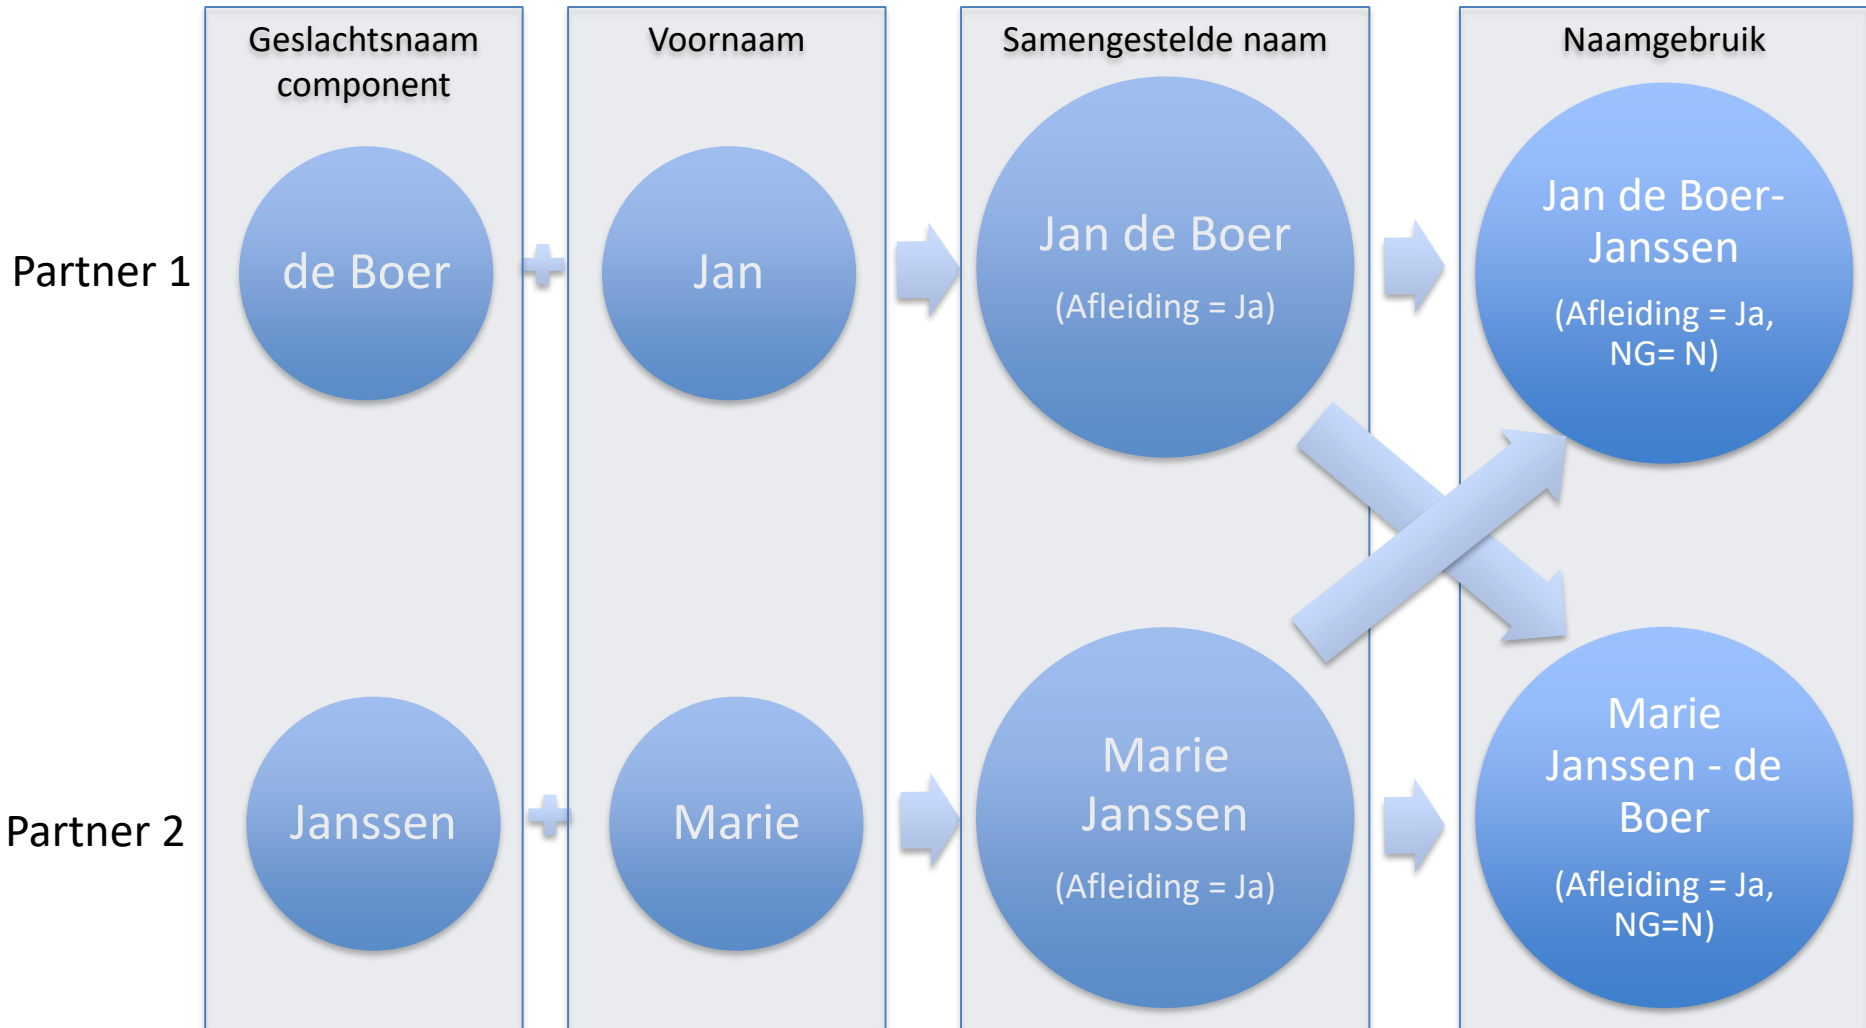 Geslachtsnaam
component
Voornaam
Samengestelde naam
Naamgebruik
Partner 1
de Boer
Jan
Jan de Boer
(Afleiding = Ja)
Jan de Boer-
Janssen
(Afleiding = Ja,
NG= N)
Partner 2
Janssen
Marie
Marie
Janssen
(Afleiding = Ja)
Marie
Janssen - de
Boer
(Afleiding = Ja,
NG=N)